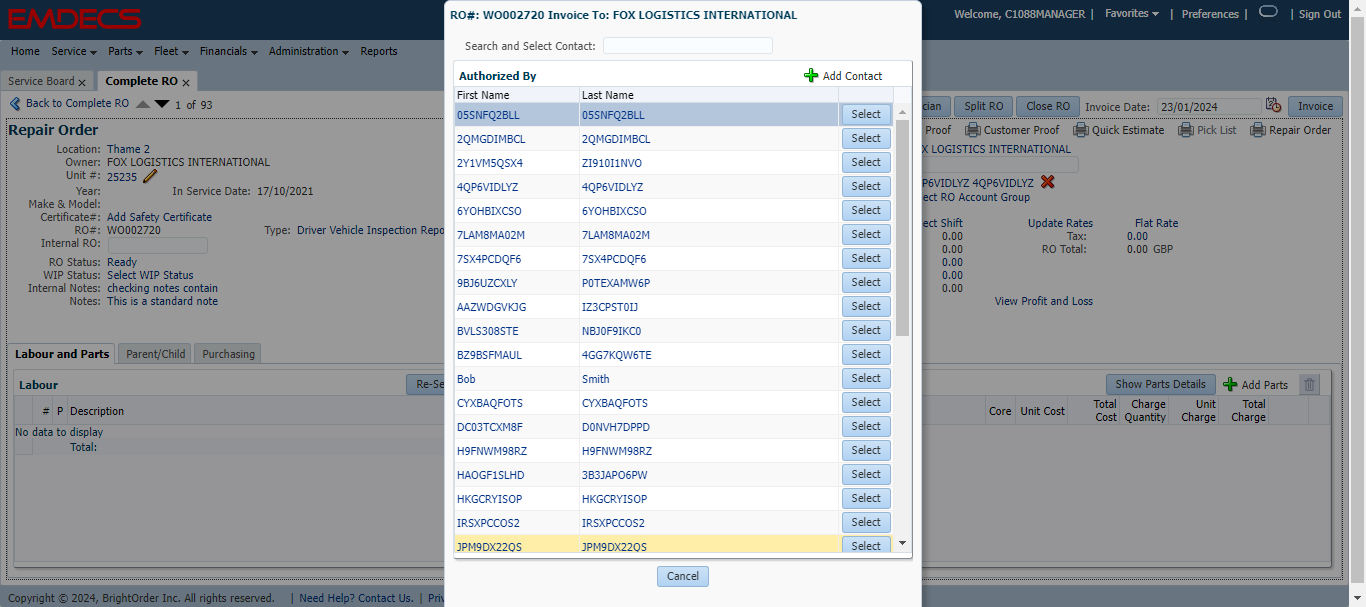 EMDECS
Welcome, C1088MANAGER | Favorites | Preferences | | Sign Out
Home Service Parts Fleet Financials Administration Reports
Service Board x Complete RO x
Back to Complete RO 1 of 93
Split RO Close RO Invoice Date: 23/01/2024 Invoice
Proof Customer Proof Quick Estimate Pick List Repair Order
Repair Order
Location: Thame 2
Owner: FOX LOGISTICS INTERNATIONAL
Unit #: 25235
Year: In Service Date: 17/10/2021
Make & Model:
Certificate#: Add Safety Certificate
RO#: WO002720 Type: Driver Vehicle Inspection Repo
Internal RO:
RO Status: Ready
WIP Status: Select WIP Status
Internal Notes: checking notes contain
Notes: This is a standard note
X LOGISTICS INTERNATIONAL
P6VIDLYZ 4QP6VIDLYZ
ect RO Account Group
ect Shift Update Rates Flat Rate
0.00 Tax: 0.00
0.00 RO Total: 0.00 GBP
0.00
0.00
0.00 View Profit and Loss
Labour and Parts Parent/Child Purchasing
Labour Re-Se
Show Parts Details Add Parts
# P Description
Core Unit Cost Total Cost Charge Quantity Unit Charge Total Charge
No data to display
Total:
RO#: WO002720 Invoice To: FOX LOGISTICS INTERNATIONAL
Search and Select Contact:
Authorized By Add Contact
First Name Last Name
05SNFQ2BLL 05SNFQ2BLL Select
2QMGDIMBCL 2QMGDIMBCL Select
2Y1VM5QSX4 ZI910I1NVO Select
4QP6VIDLYZ 4QP6VIDLYZ Select
6YOHBIXCSO 6YOHBIXCSO Select
7LAM8MA02M 7LAM8MA02M Select
7SX4PCDQF6 7SX4PCDQF6 Select
9BJ6UZCXLY P0TEXAMW6P Select
AAZWDGVKJG IZ3CPST0IJ Select
BVLS308STE NBJ0F9IKC0 Select
BZ9BSFMAUL 4GG7KQW6TE Select
Bob Smith Select
CYXBAQFOTS CYXBAQFOTS Select
DC03TCXM8F D0NVH7DPPD Select
H9FNWM98RZ H9FNWM98RZ Select
HAOGF1SLHD 3B3JAPO6PW Select
HKGCRYISOP HKGCRYISOP Select
IRSXPCCOS2 IRSXPCCOS2 Select
JPM9DX22QS JPM9DX22QS Select
Cancel
Copyright © 2024, BrightOrder Inc. All rights reserved. | Need Help? Contact Us. | Priv